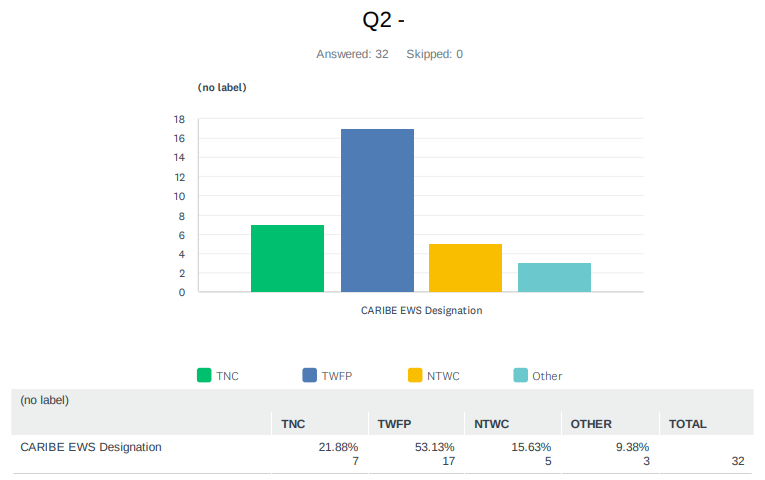 Q2 -
Answered: 32 Skipped: 0
(no label)
18
16
14
12
10
8
6
4
2
0
CARIBE EWS Designation
TNC TWFP NTWC Other
(no label)
TNC TWFP NTWC OTHER TOTAL
CARIBE EWS Designation 21.88% 53.13% 15.63% 9.38%
7 17 5 3 32